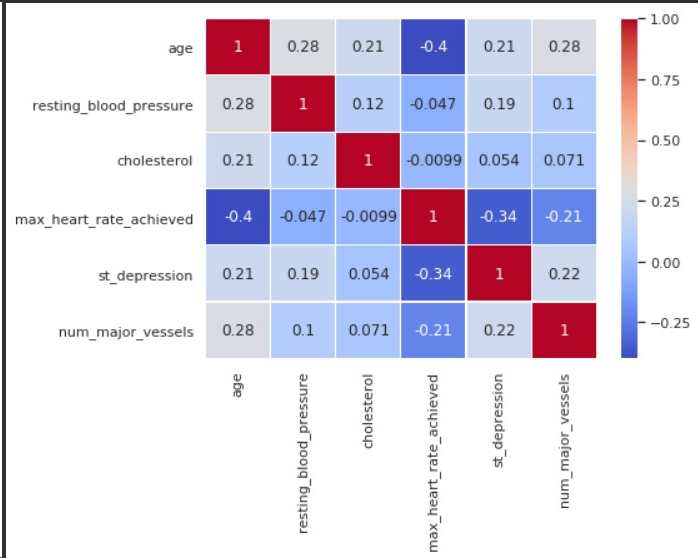 age 1 0.28 0.21 -0.4 0.21 0.28
resting_blood_pressure 0.28 1 0.12 -0.047 0.19 0.1
cholesterol 0.21 0.12 1 -0.0099 0.054 0.071
max_heart_rate_achieved -0.4 -0.047 -0.0099 1 -0.34 -0.21
st_depression 0.21 0.19 0.054 -0.34 1 0.22
num_major_vessels 0.28 0.1 0.071 -0.21 0.22 1
age
resting_blood_pressure
cholesterol
max_heart_rate_achieved
st_depression
num_major_vessels
1.00
0.75
0.50
0.25
0.00
−0.25